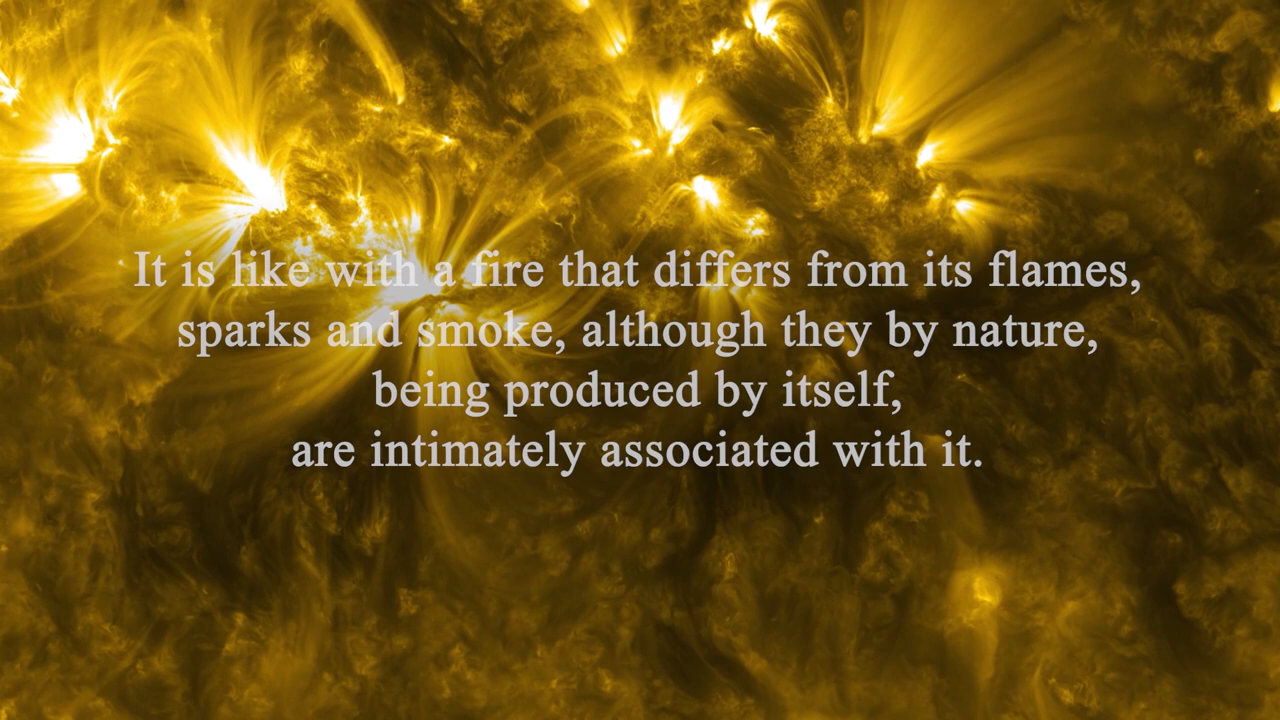 It is like with a fire that differs from its flames,
sparks and smoke, although they by nature,
being produced by itself,
are intimately associated with it.